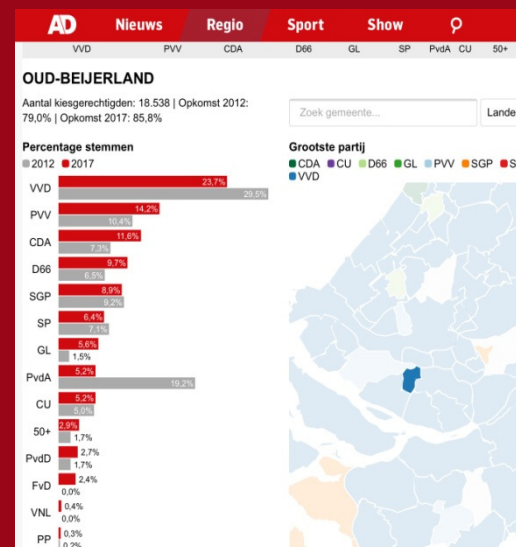 AD Nieuws Regio Sport Show
VVD PVV CDA D66 GL SP PvdA CU 50+
OUD-BEIJERLAND
Aantal kiesgerechtigden: 18.538 | Opkomst 2012:
79,0% | Opkomst 2017: 85,8%
Zoek gemeente...
Lande
Percentage stemmen
2012 2017
VVD 23,7%
29,5%
PVV 14,2%
10,4%
CDA 11,6%
7,3%
D66 9,7%
6,5%
SGP 8,9%
9,2%
SP 6,4%
7,1%
GL 5,6%
1,5%
PvdA 5,2%
19,2%
CU 5,2%
5,0%
50+ 2,9%
1,7%
PvdD 2,7%
1,7%
FvD 2,4%
0,0%
VNL 0,4%
0,0%
PP 0,3%
0,2%
Grootste partij
CDA CU D66 GL PVV SGP S
VVD